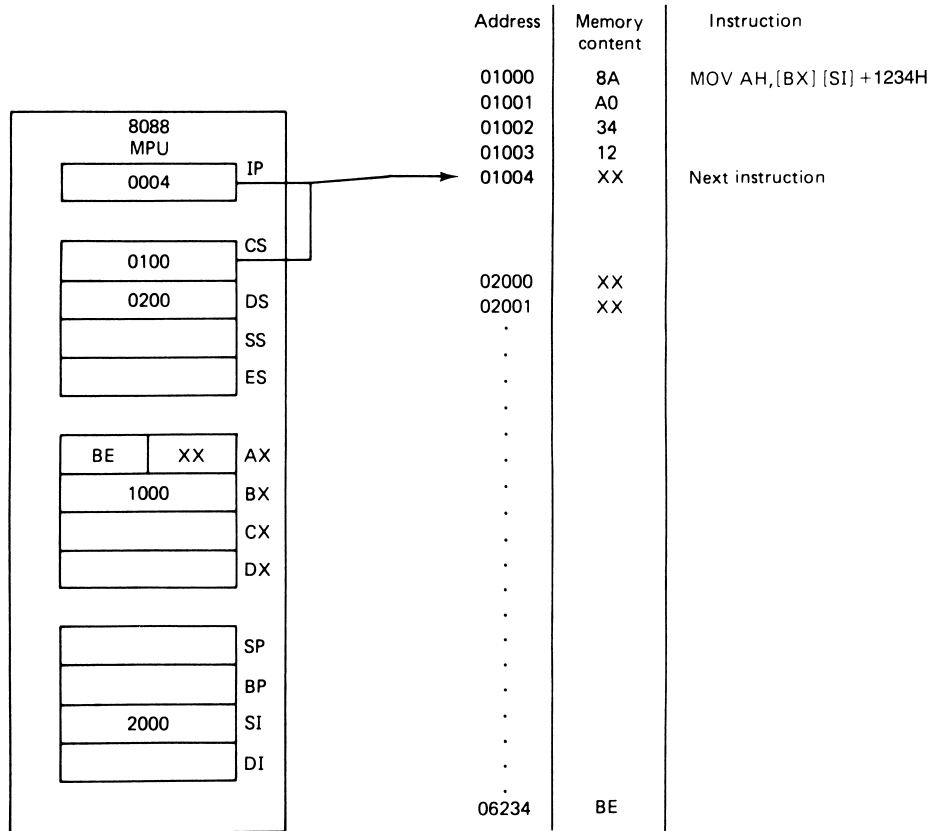 Address Memory content Instruction
01000 8A MOV AH,[BX] [SI] +1234H
01001 A0
01002 34
01003 12
01004 XX Next instruction
02000 XX
02001 XX
06234 BE
8088
MPU
0004 IP
0100 CS
0200 DS
SS
ES
BE XX AX
1000 BX
CX
DX
SP
BP
2000 SI
DI